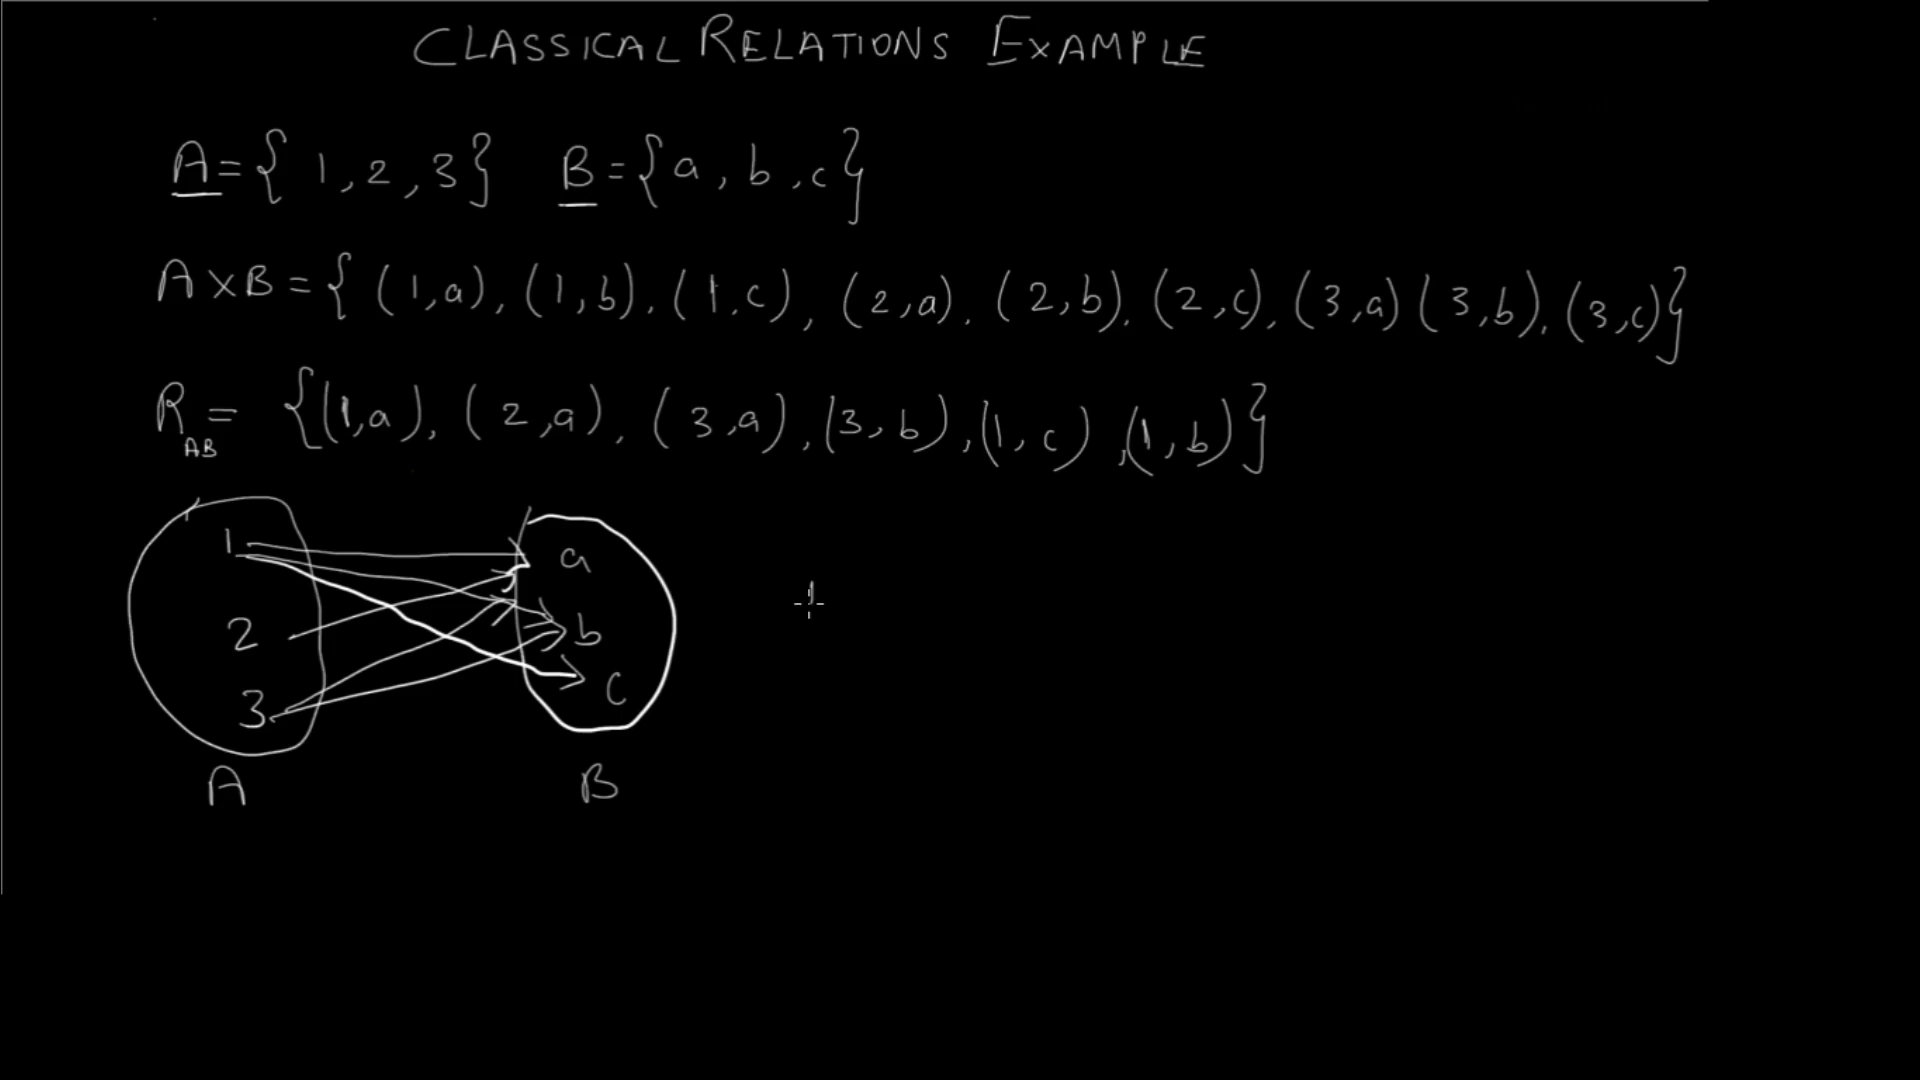 CLASSICAL RELATIONS EXAMPLE
A={ 1,2,3} B={a, b, c}
A×B={ (1,a), (1,b), (1,c), (2,a), (2,b), (2,c), (3,a) (3,b), (3,c)}
R_AB = {(1,a), (2,a), (3,a), (3,b), (1,c), (1,b)}
1 a
2 b
3 c
A B